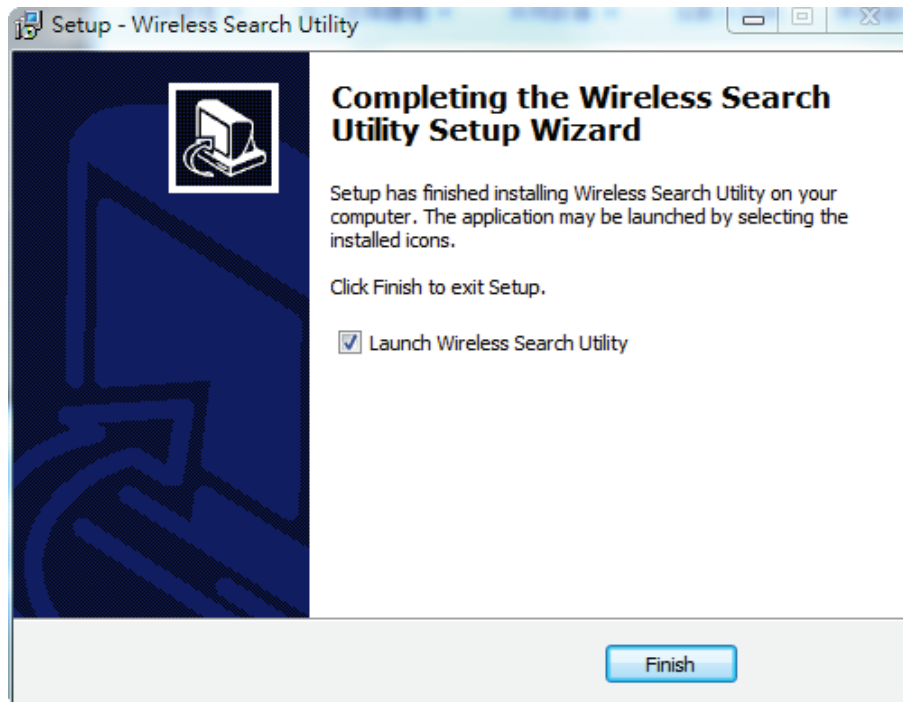 Setup - Wireless Search Utility
Completing the Wireless Search
Utility Setup Wizard
Setup has finished installing Wireless Search Utility on your
computer. The application may be launched by selecting the
installed icons.
Click Finish to exit Setup.
Launch Wireless Search Utility
Finish